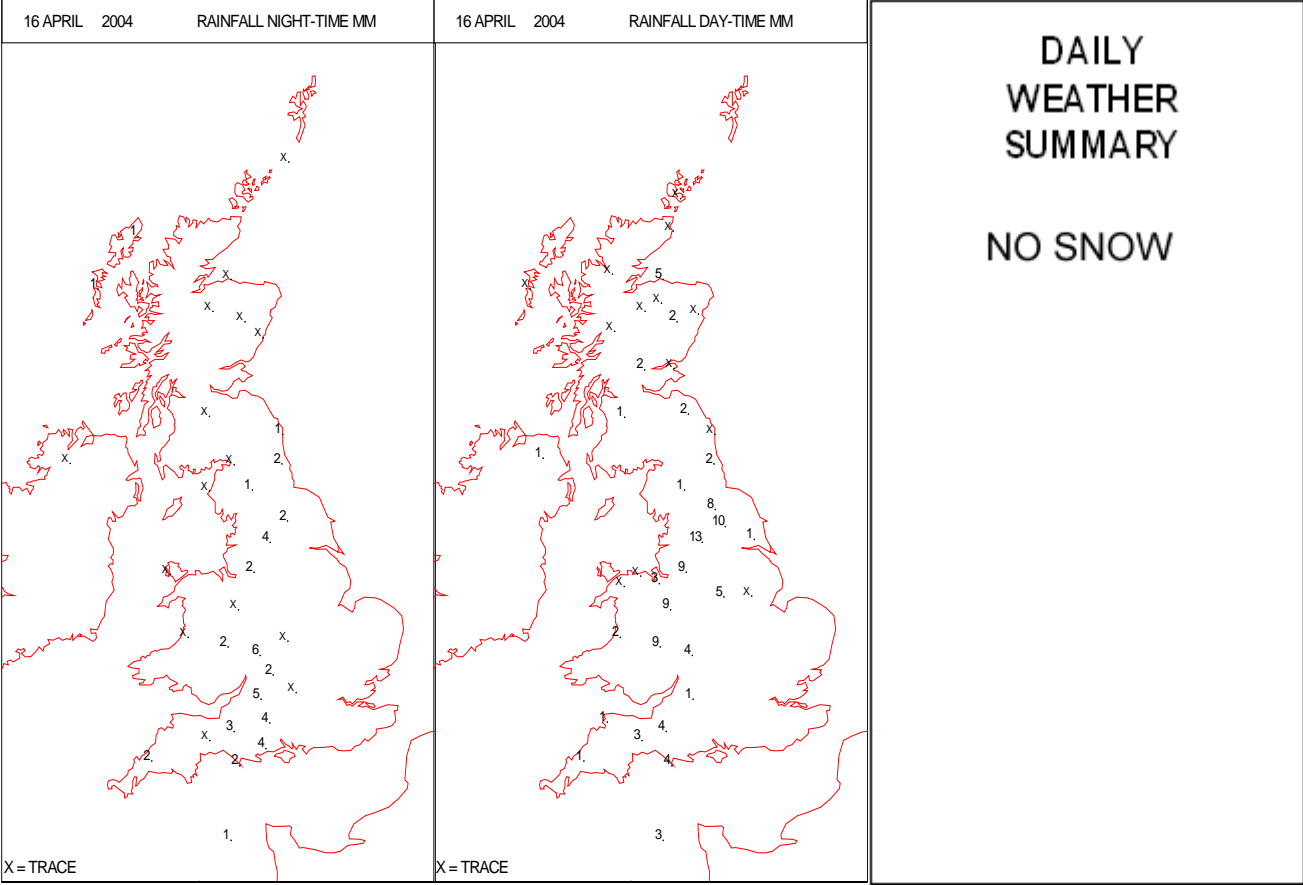 16 APRIL 2004 RAINFALL NIGHT-TIME MM
X.
1.
1.
X.
X.
X.
X.
X.
1.
X.
X.
2.
X.
1.
2.
4.
X.
2.
X.
X.
X.
2.
6.
2.
5.
X.
4.
3.
X.
4.
2.
2.
1.
X = TRACE
16 APRIL 2004 RAINFALL DAY-TIME MM
X.
X.
X.
5
X.
X.
X.
X.
2.
X.
2.
X.
1.
2.
X.
1.
2.
1.
8.
10.
13.
1.
9.
X.
3.
X.
5.
X.
9.
2.
9.
4.
1.
1.
4.
3.
1.
4.
3.
X = TRACE
DAILY
WEATHER
SUMMARY
NO SNOW